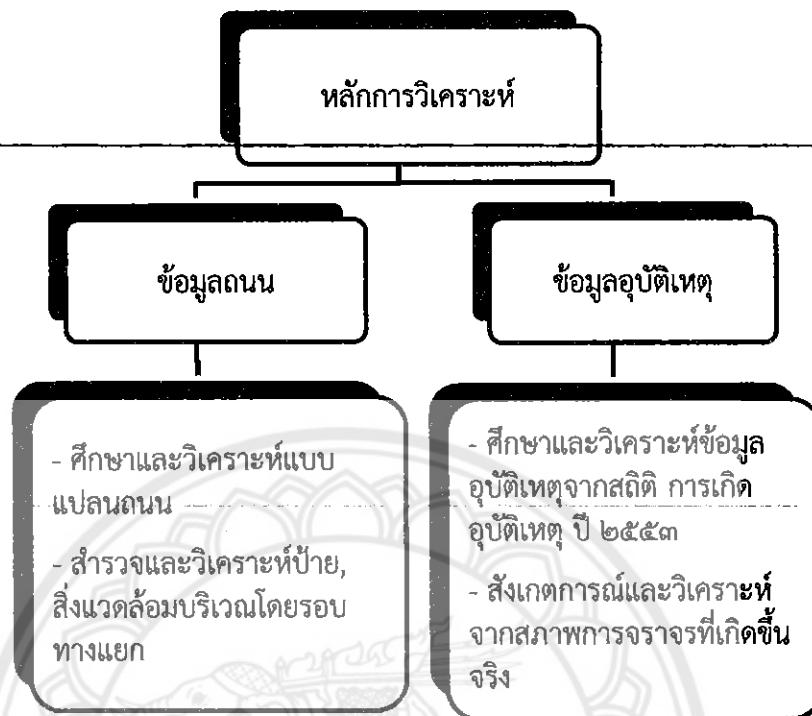 หลักการวิเคราะห์
ข้อมูลถนน
ข้อมูลอุบัติเหตุ
- ศึกษาและวิเคราะห์แบบ
แปลนถนน
- สำรวจและวิเคราะห์ป้าย,
สิ่งแวดล้อมบริเวณโดยรอบ
ทางแยก
- ศึกษาและวิเคราะห์ข้อมูล
อุบัติเหตุจากสถิติ การเกิด
อุบัติเหตุ ปี ๒๕๕๓
- สังเกตการณ์และวิเคราะห์
จากสภาพการจราจรที่เกิดขึ้น
จริง